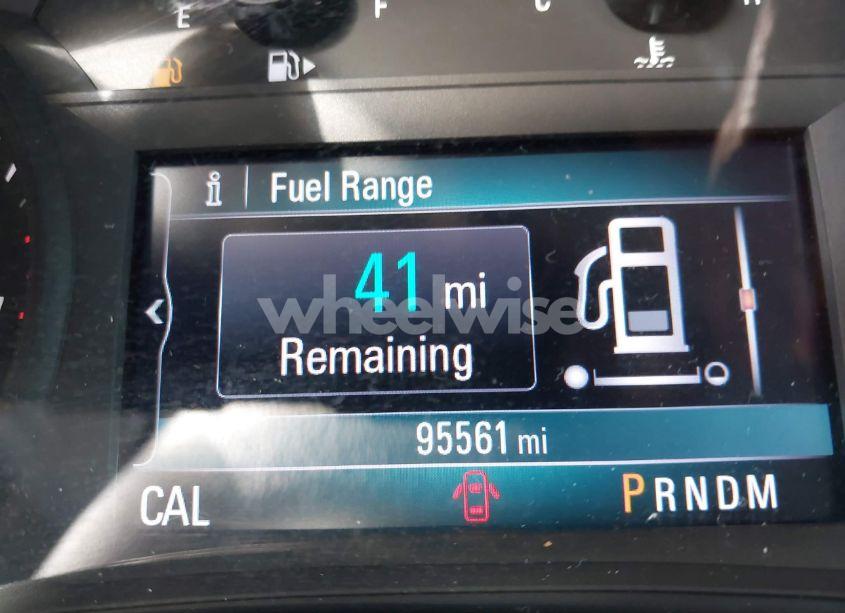 E F C H
Fuel Range
41 mi
wheelwise
Remaining
95561 mi
CAL PRNDM